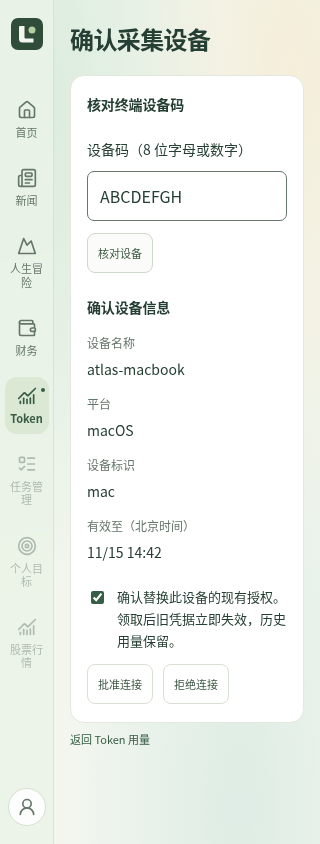 确认采集设备
首页
新闻
人生冒
险
财务
Token
任务管
理
个人目
标
股票行
情
核对终端设备码
设备码（8 位字母或数字）
ABCDEFGH
核对设备
确认设备信息
设备名称
atlas-macbook
平台
macOS
设备标识
mac
有效至（北京时间）
11/15 14:42
确认替换此设备的现有授权。
领取后旧凭据立即失效，历史
用量保留。
批准连接
拒绝连接
返回 Token 用量